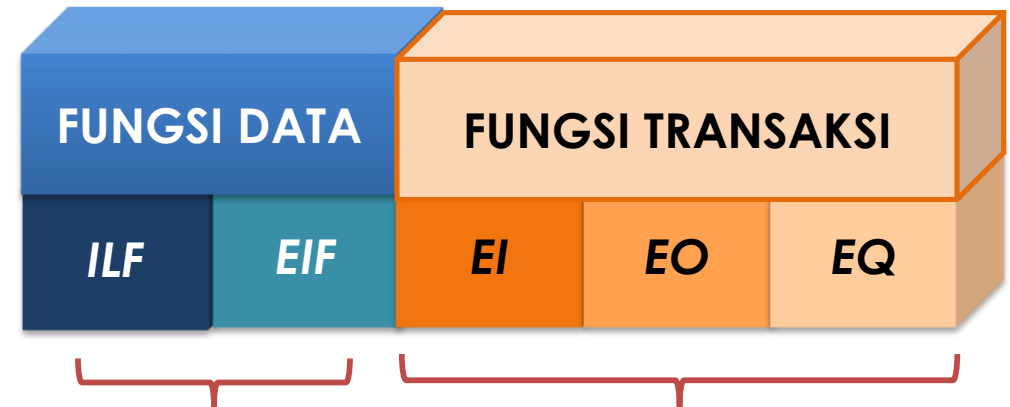 FUNGSI DATA
FUNGSI TRANSAKSI
ILF
EIF
EI
EO
EQ